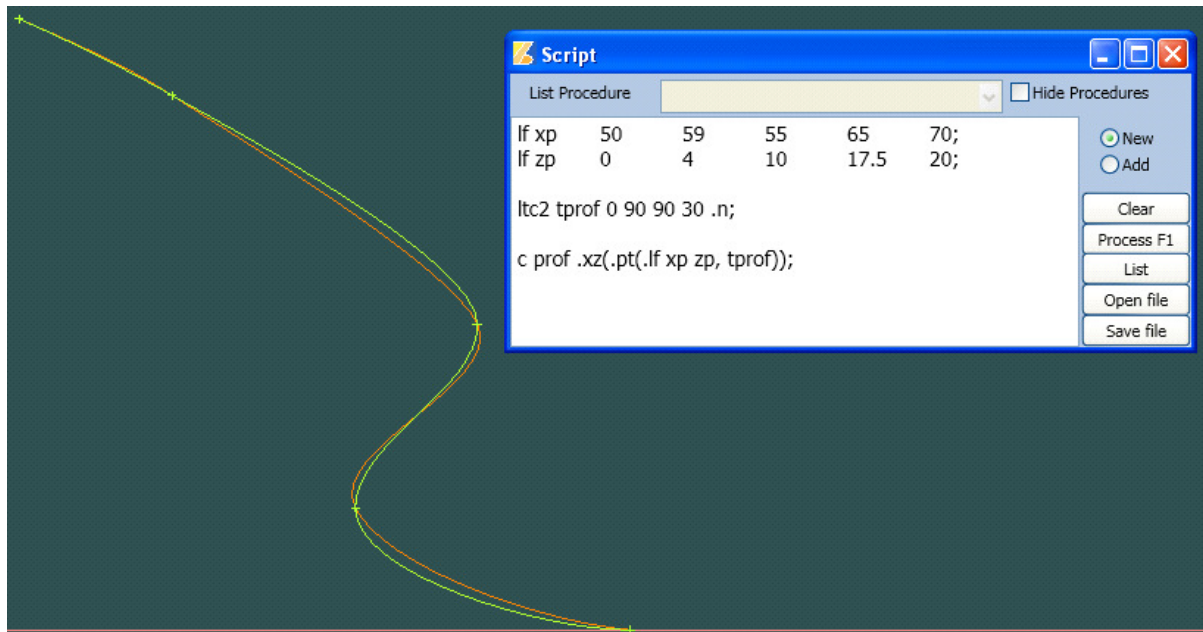 Script
List Procedure
Hide Procedures
lf xp 50 59 55 65 70;
lf zp 0 4 10 17.5 20;
ltc2 tprof 0 90 90 30 .n;
c prof .xz(.pt(.lf xp zp, tprof));
New
Add
Clear
Process F1
List
Open file
Save file